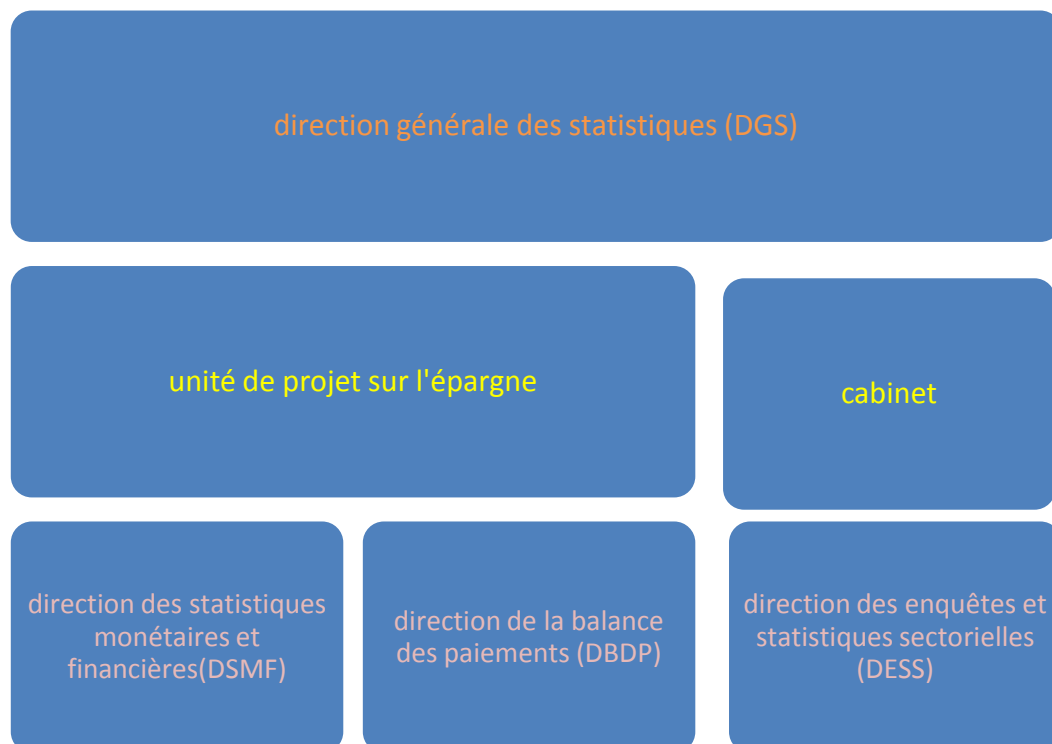 direction générale des statistiques (DGS)
unité de projet sur l'épargne
cabinet
direction des statistiques
monétaires et
financières(DSMF)
direction de la balance
des paiements (DBDP)
direction des enquêtes et
statistiques sectorielles
(DESS)